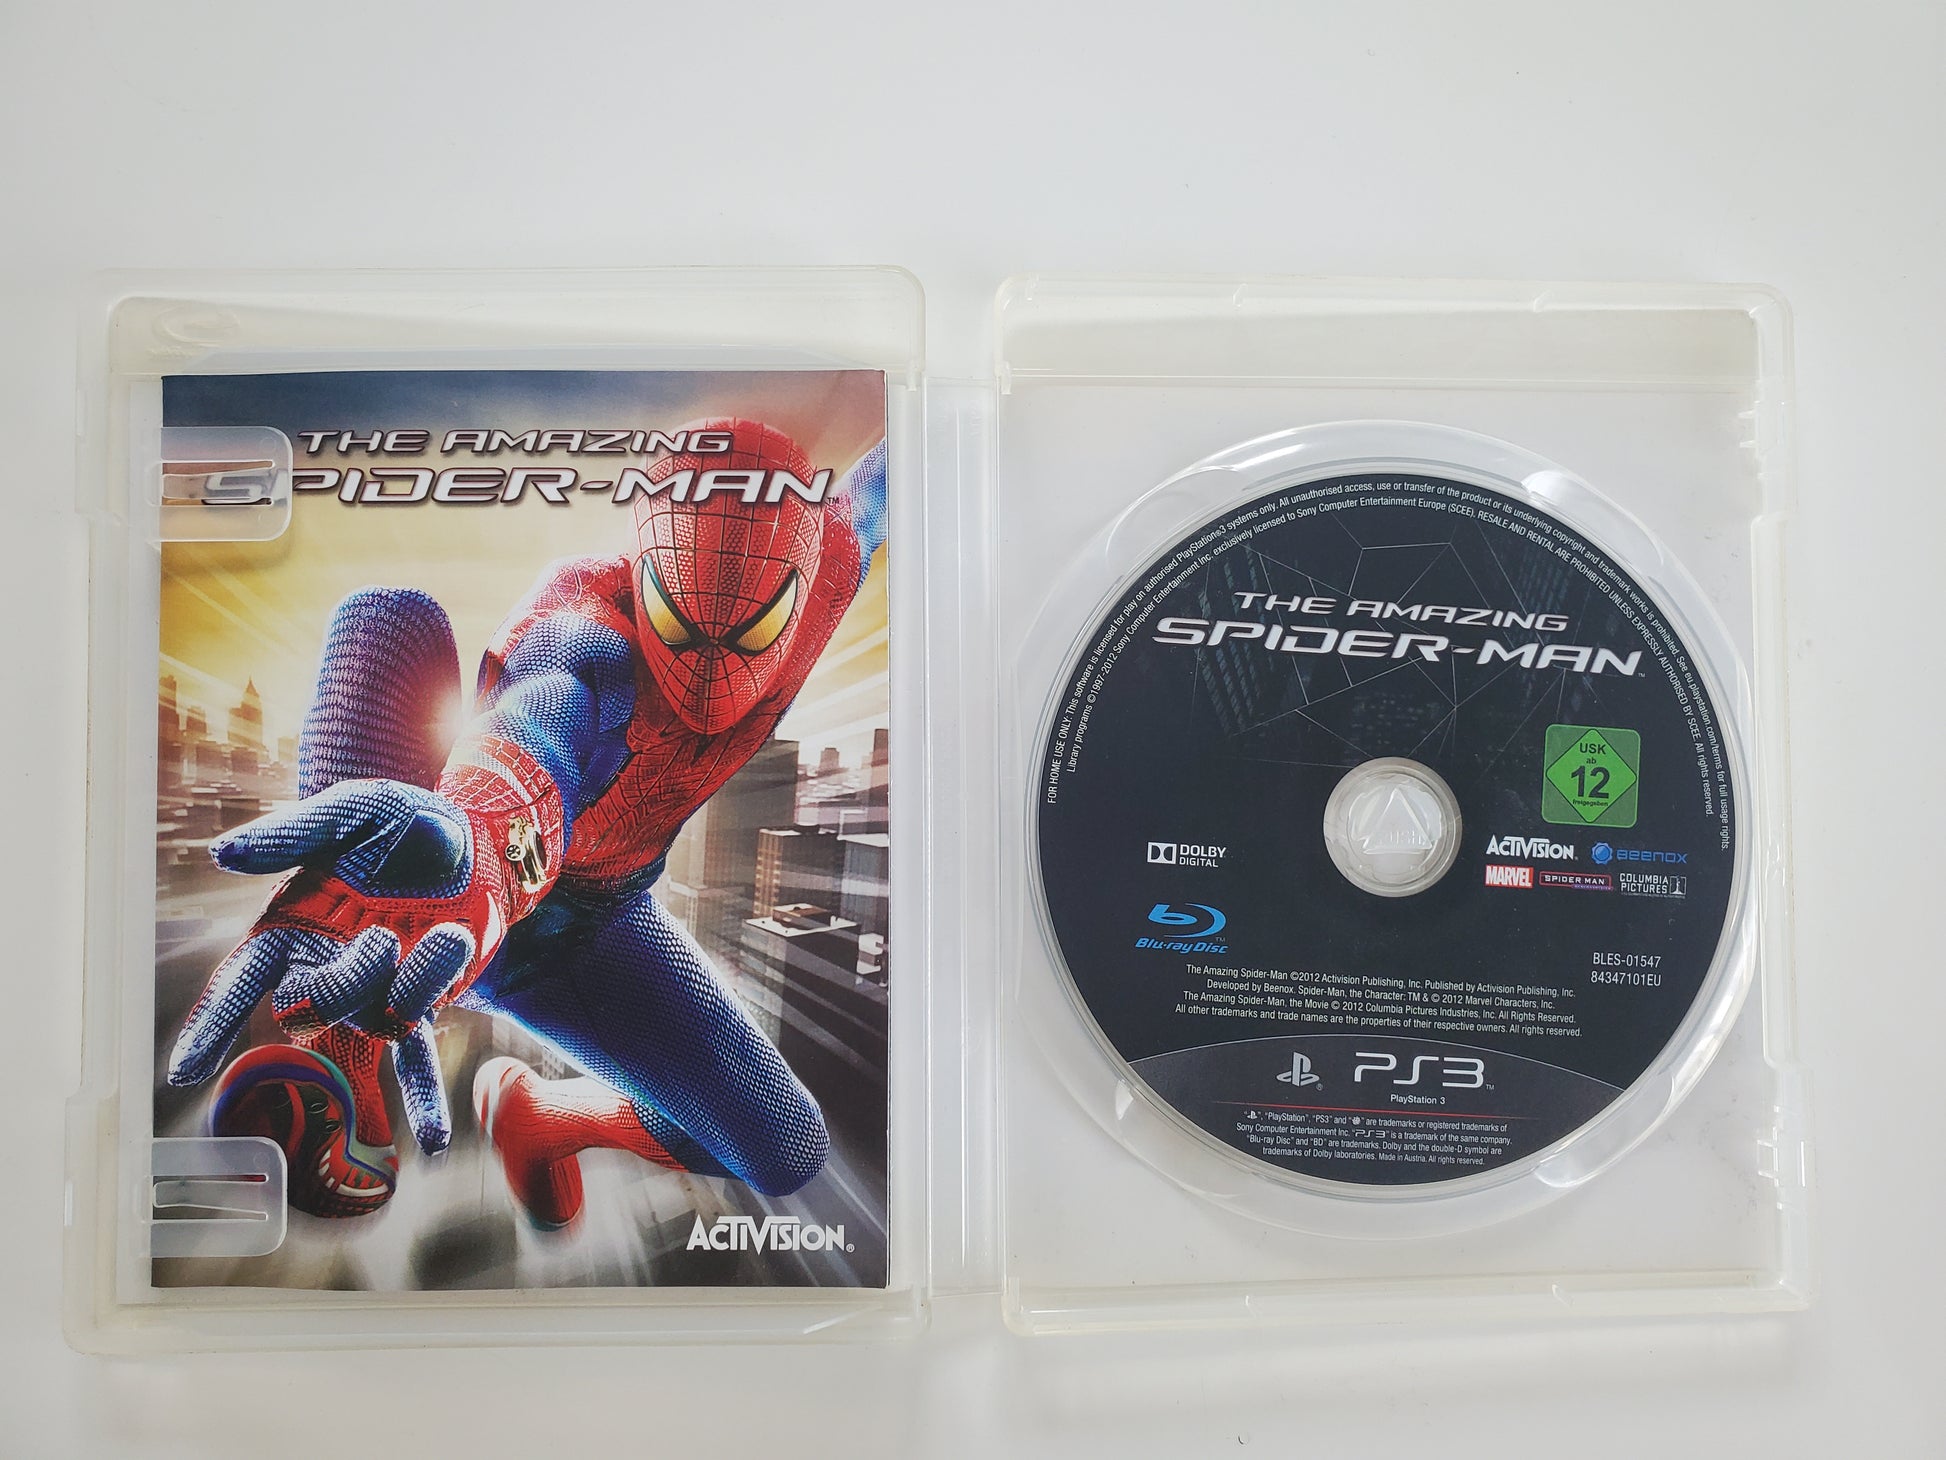 THE AMAZING
SPIDER-MAN™
ACTIVISION®
FOR HOME USE ONLY: This software is licensed for play on authorised PlayStation®3 systems only. All unauthorised access, use or transfer of the product or its underlying copyright and trademark works is prohibited. See eu.playstation.com/terms for full usage rights.
Library programs ©1997-2012 Sony Computer Entertainment Inc. exclusively licensed to Sony Computer Entertainment Europe (SCEE). RESALE AND RENTAL ARE PROHIBITED UNLESS EXPRESSLY AUTHORISED BY SCEE. All rights reserved.
THE AMAZING
SPIDER-MAN™
USK
ab
12
freigegeben
DOLBY
DIGITAL
PUSH
ACTIVISION®
BEENOX
MARVEL
SPIDER MAN
COLUMBIA
PICTURES
Blu-ray Disc™
BLES-01547
84347101EU
The Amazing Spider-Man ©2012 Activision Publishing, Inc. Published by Activision Publishing, Inc.
Developed by Beenox. Spider-Man, the Character: TM & © 2012 Marvel Characters, Inc.
The Amazing Spider-Man, the Movie © 2012 Columbia Pictures Industries, Inc. All Rights Reserved.
All other trademarks and trade names are the properties of their respective owners. All rights reserved.
PS3™
PlayStation 3
" ", "PlayStation", "PS3" and " " are trademarks or registered trademarks of
Sony Computer Entertainment Inc. "PS3" is a trademark of the same company.
"Blu-ray Disc" and "BD" are trademarks. Dolby and the double-D symbol are
trademarks of Dolby laboratories. Made in Austria. All rights reserved.